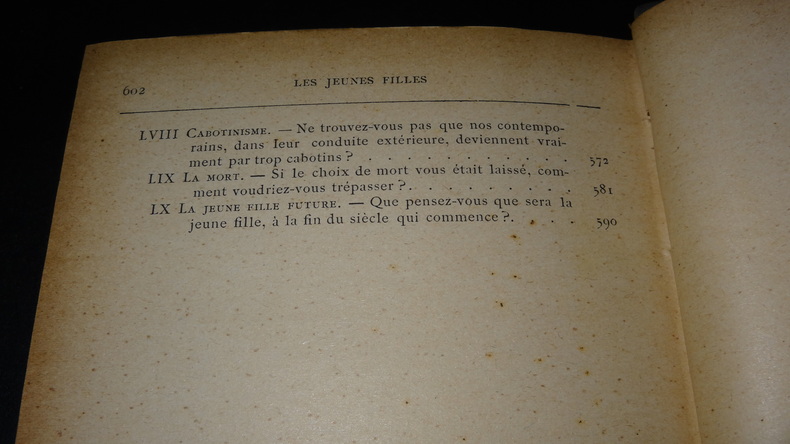 602
LES JEUNES FILLES
LVIII CABOTINISME. — Ne trouvez-vous pas que nos contempo-
rains, dans leur conduite extérieure, deviennent vrai-
ment par trop cabotins ? . . . . . . . . . . . 572
LIX LA MORT. — Si le choix de mort vous était laissé, com-
ment voudriez-vous trépasser ?. . . . . . . . . 581
LX LA JEUNE FILLE FUTURE. — Que pensez-vous que sera la
jeune fille, à la fin du siècle qui commence ?. . . . 590